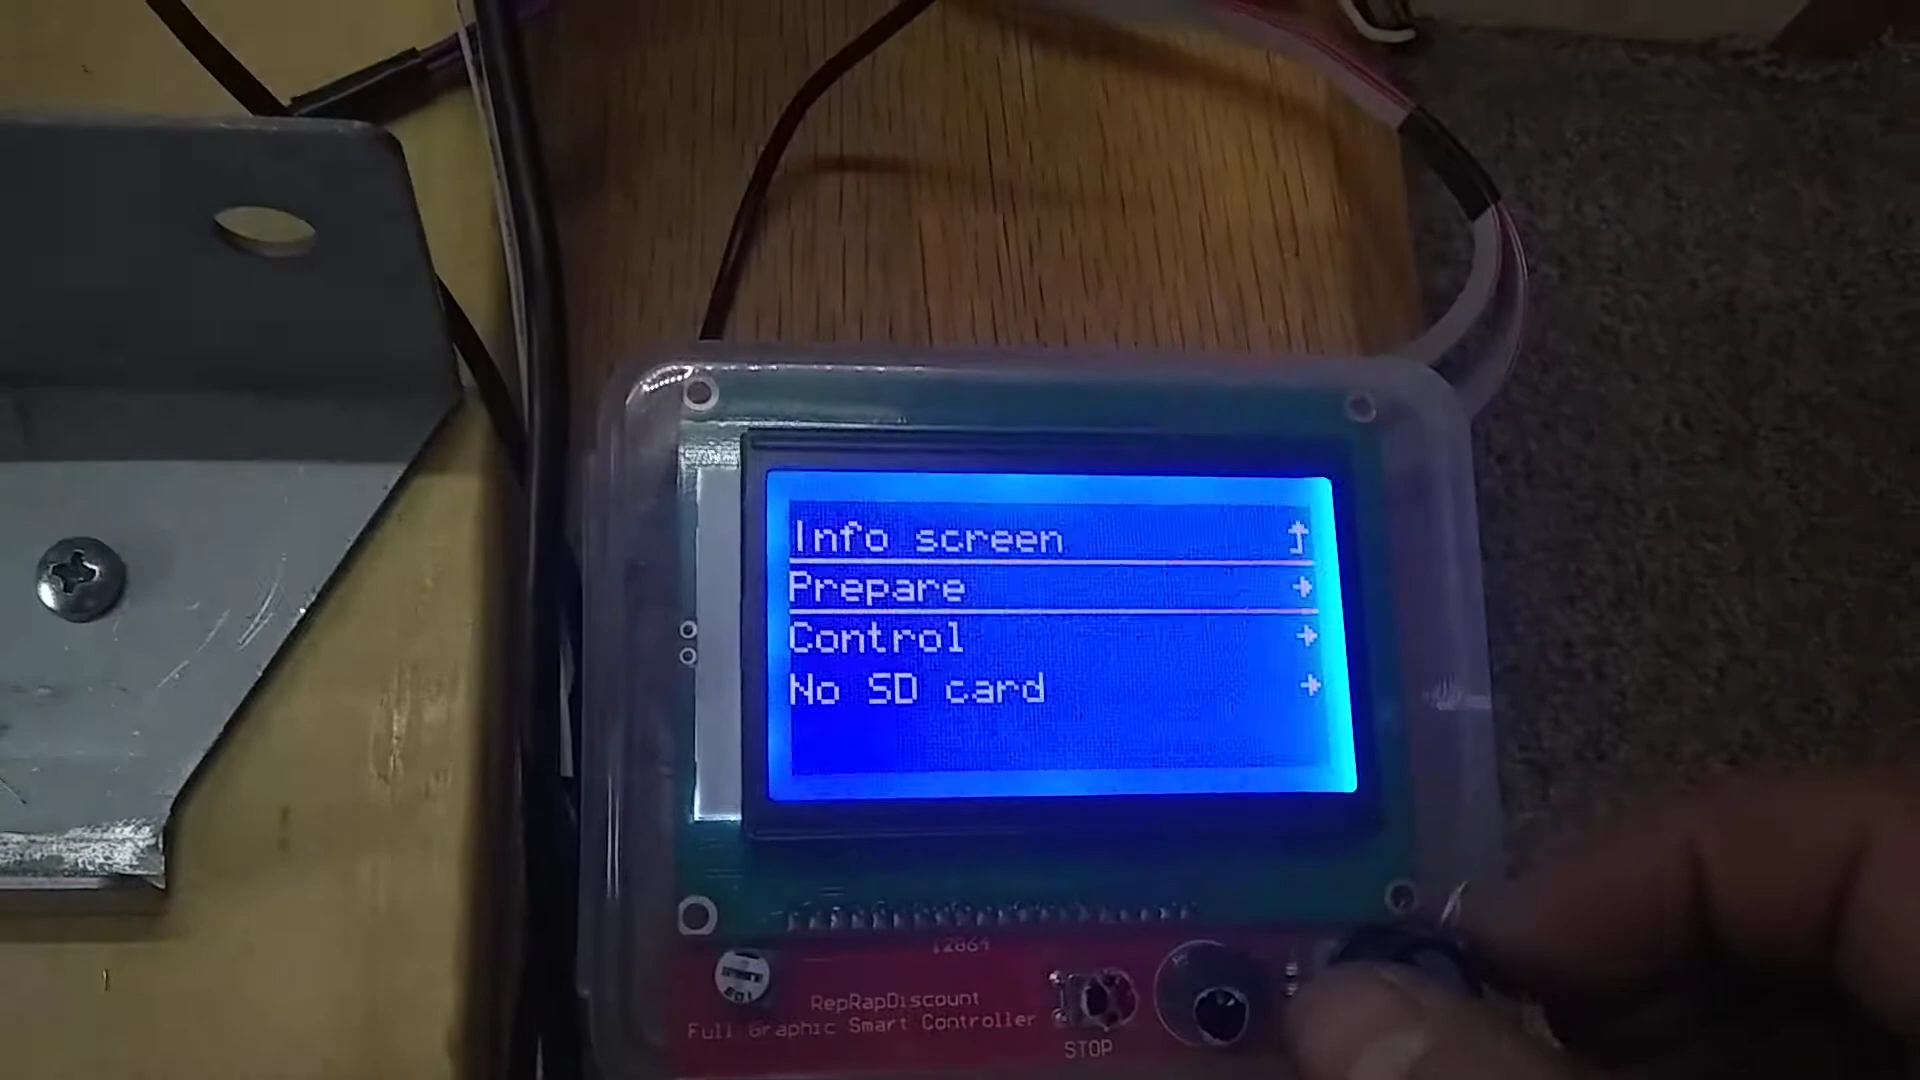 Info screen
Prepare
Control
No SD card
12864
RepRapDiscount
Full Graphic Smart Controller
STOP